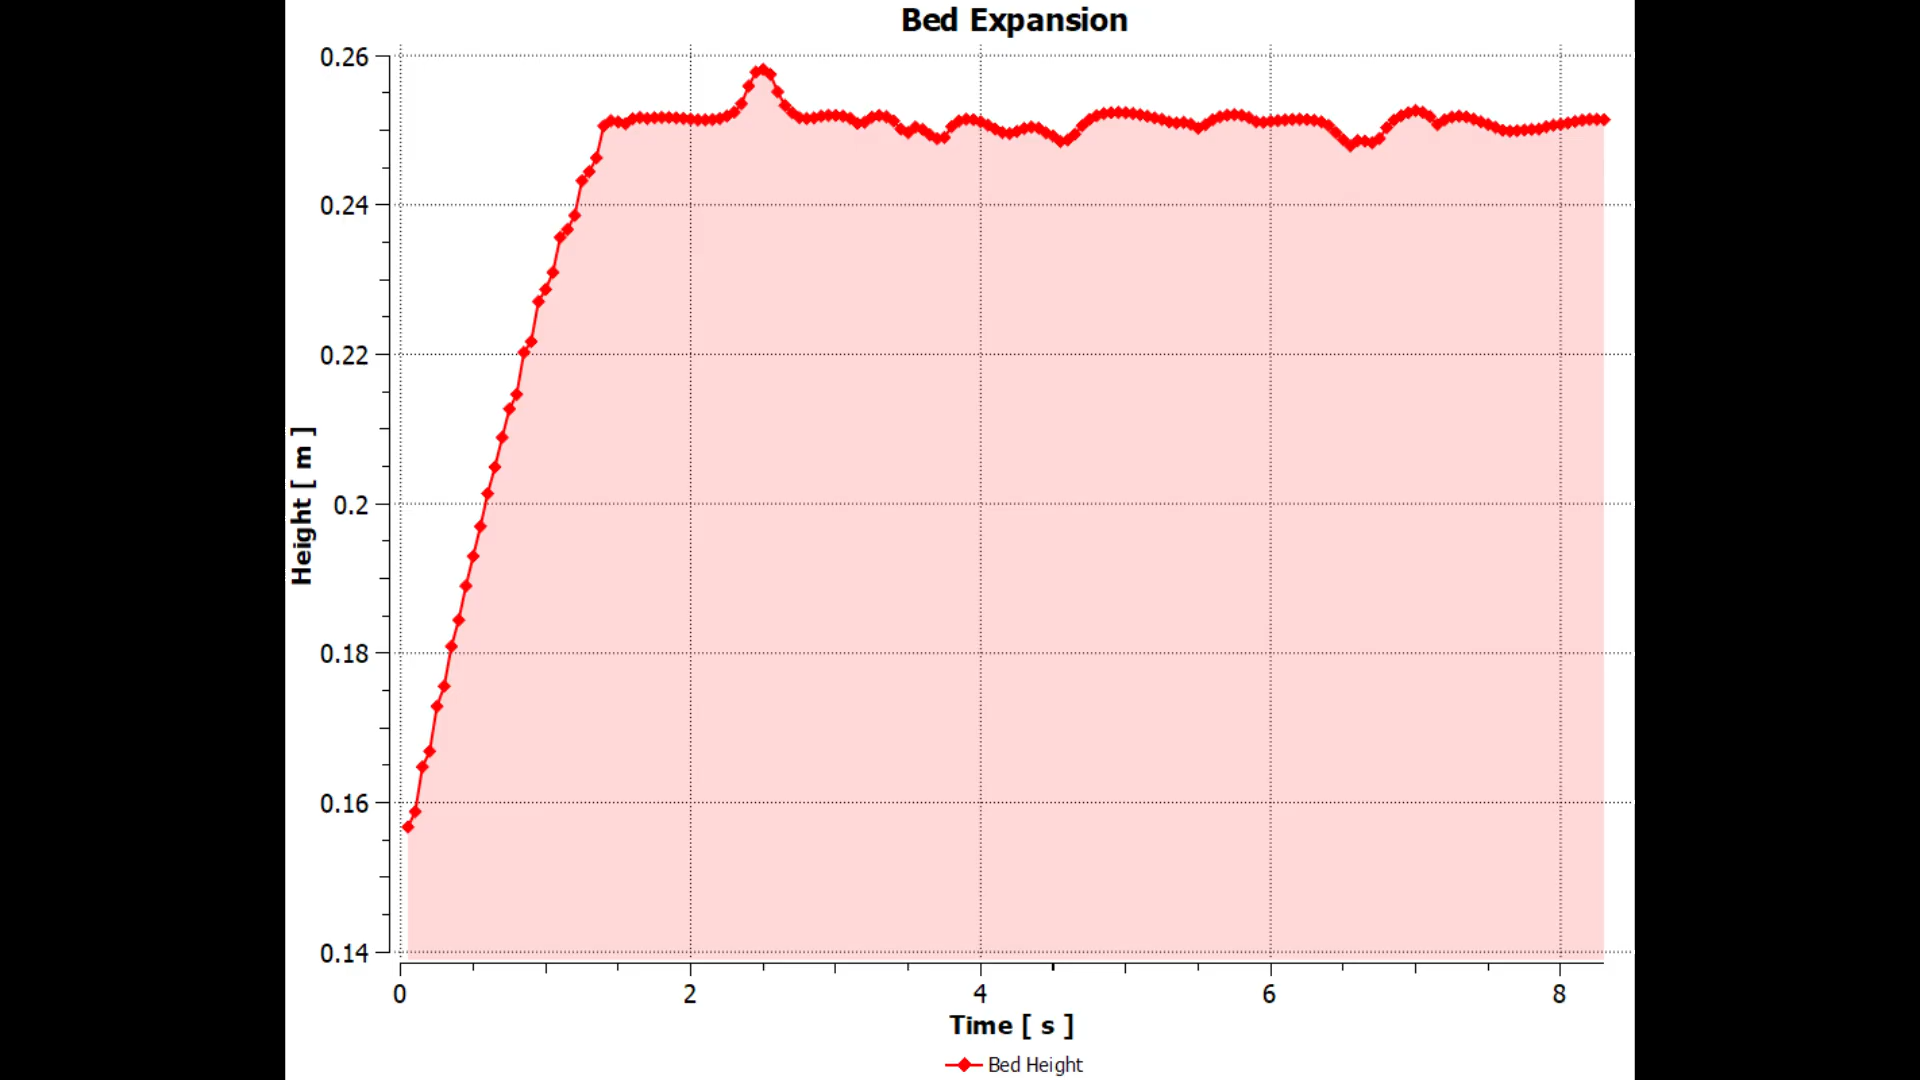 Bed Expansion
0.26
0.24
0.22
0.2
0.18
0.16
0.14
Height [ m ]
0 2 4 6 8
Time [ s ]
Bed Height